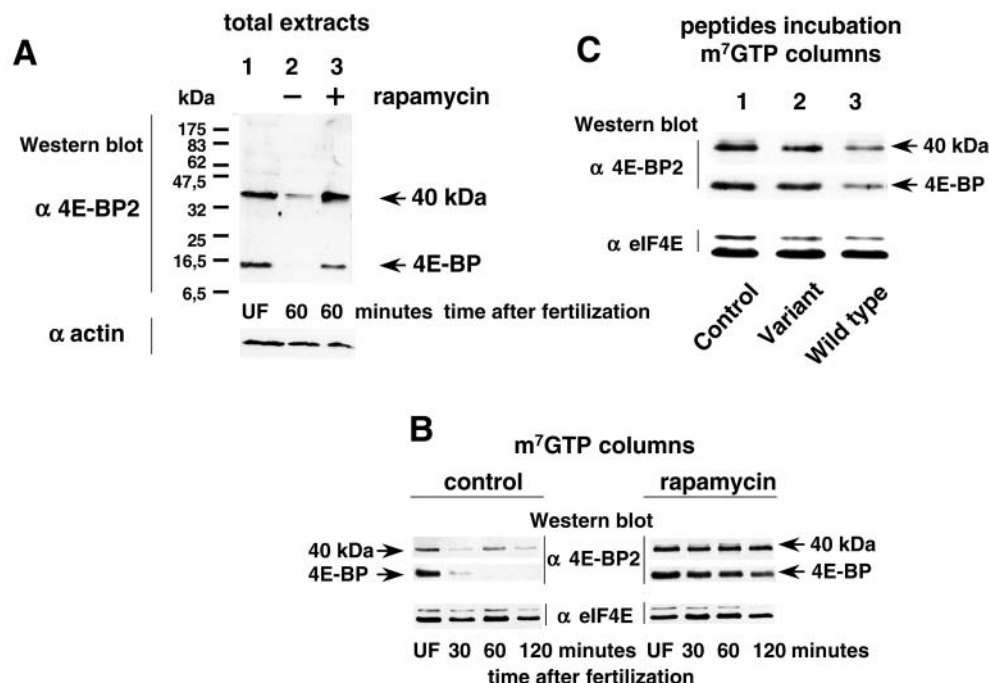 A
total extracts
1 2 3
− + rapamycin
kDa
Western blot
α 4E-BP2
175
83
62
47,5
32
25
16,5
6,5
40 kDa
4E-BP
UF 60 60 minutes time after fertilization
α actin
C
peptides incubation
m⁷GTP columns
1 2 3
Western blot
α 4E-BP2
40 kDa
4E-BP
α eIF4E
Control
Variant
Wild type
B
m⁷GTP columns
control rapamycin
Western blot
40 kDa α 4E-BP2 40 kDa
4E-BP 4E-BP
α eIF4E
UF 30 60 120 minutes UF 30 60 120 minutes
time after fertilization